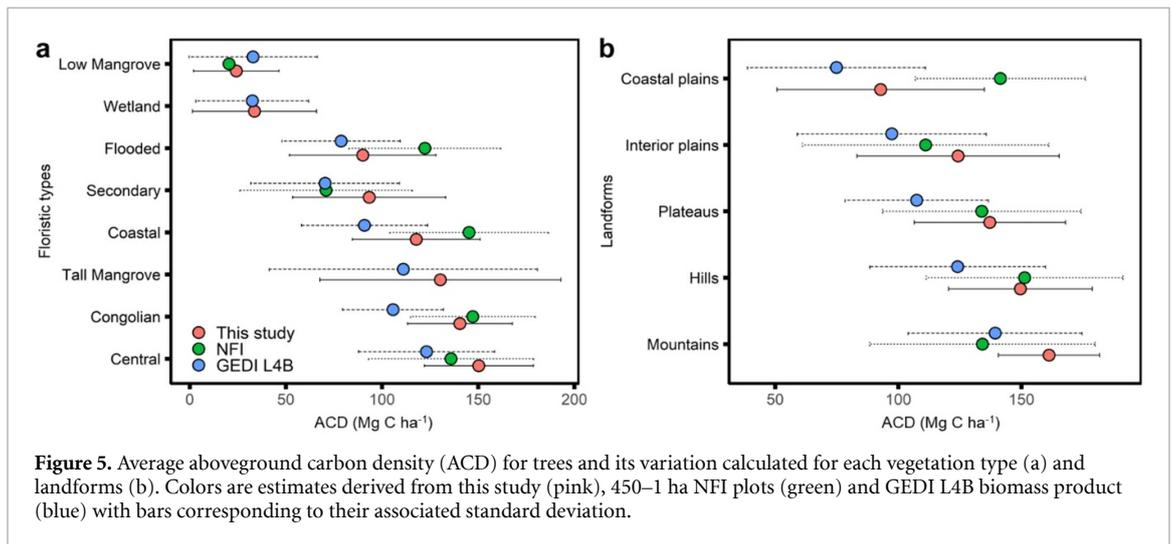 a
Floristic types
Low Mangrove
Wetland
Flooded
Secondary
Coastal
Tall Mangrove
Congolian
Central
This study
NFI
GEDI L4B
0 50 100 150 200
ACD (Mg C ha⁻¹)
b
Landforms
Coastal plains
Interior plains
Plateaus
Hills
Mountains
50 100 150
ACD (Mg C ha⁻¹)
Figure 5. Average aboveground carbon density (ACD) for trees and its variation calculated for each vegetation type (a) and
landforms (b). Colors are estimates derived from this study (pink), 450–1 ha NFI plots (green) and GEDI L4B biomass product
(blue) with bars corresponding to their associated standard deviation.